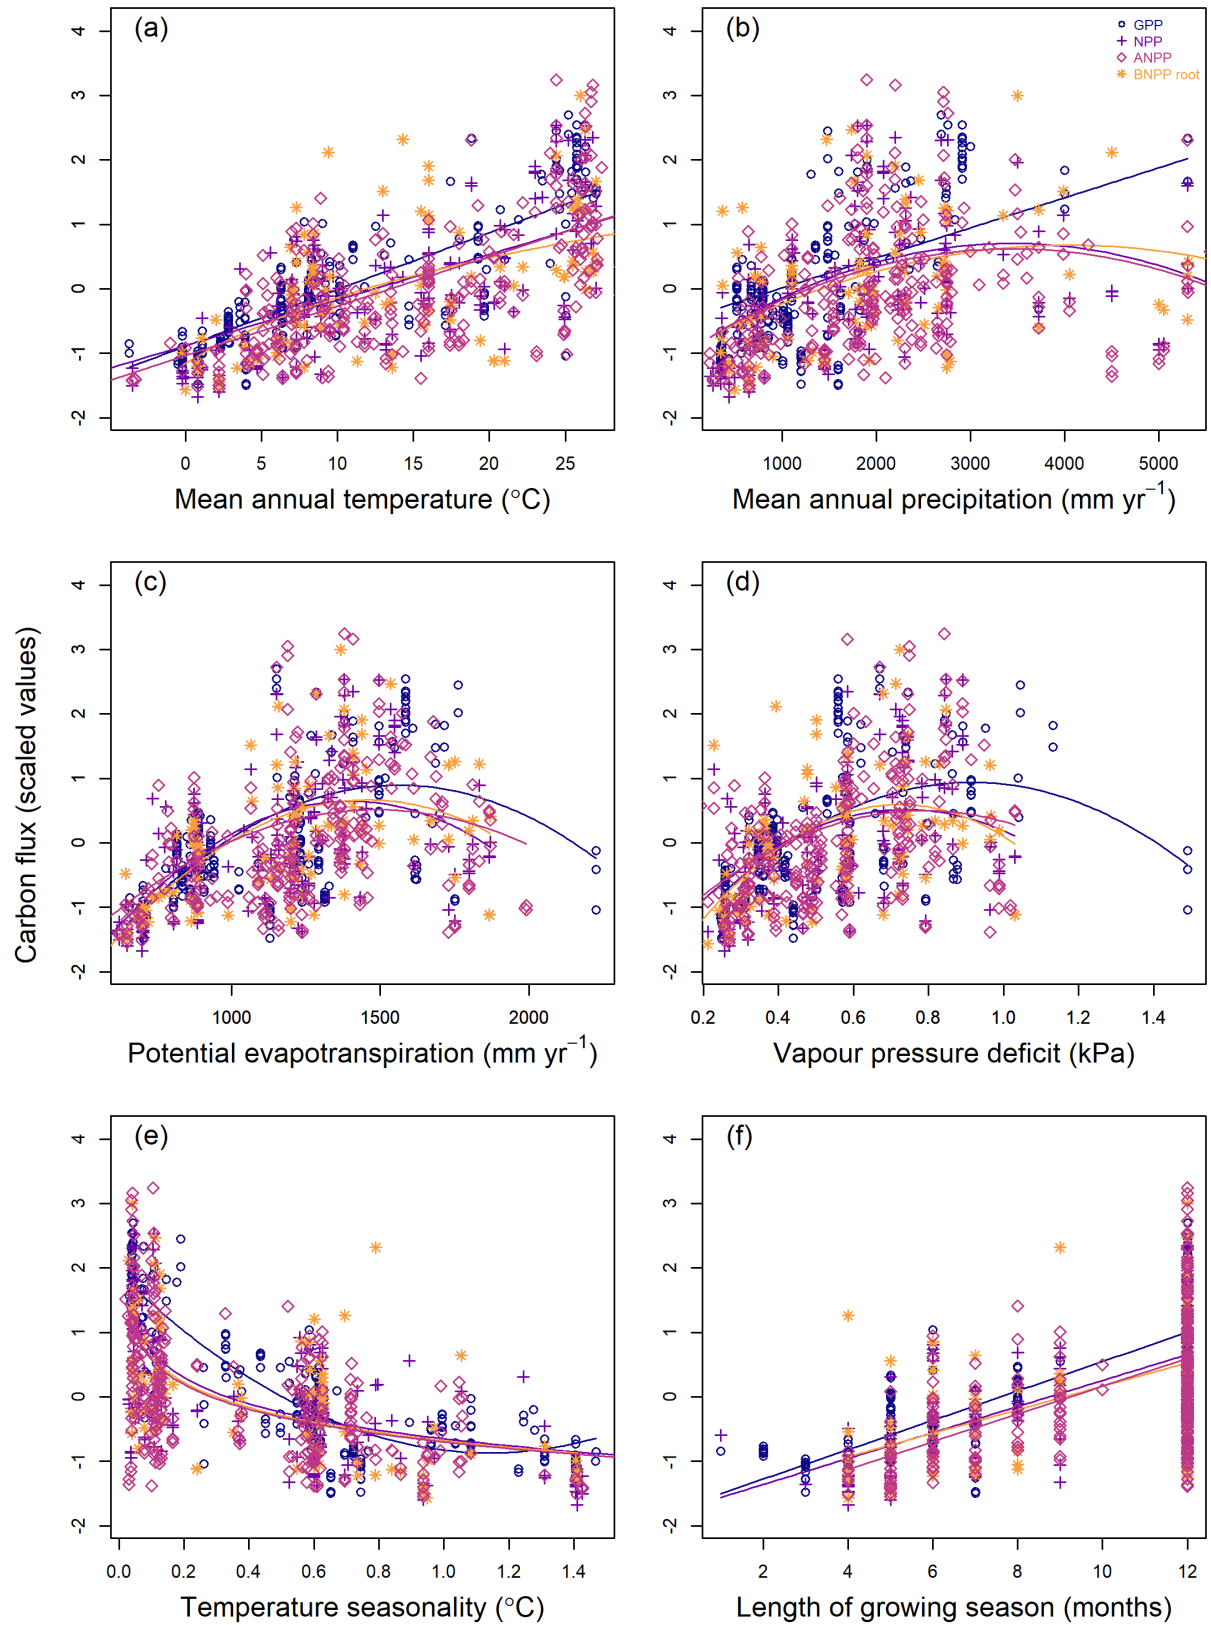 (a)
4
3
2
1
0
-1
-2
0 5 10 15 20 25
Mean annual temperature (°C)
(b)
GPP
NPP
ANPP
BNPP root
4
3
2
1
0
-1
-2
1000 2000 3000 4000 5000
Mean annual precipitation (mm yr−1)
Carbon flux (scaled values)
(c)
4
3
2
1
0
-1
-2
1000 1500 2000
Potential evapotranspiration (mm yr−1)
(d)
4
3
2
1
0
-1
-2
0.2 0.4 0.6 0.8 1.0 1.2 1.4
Vapour pressure deficit (kPa)
(e)
4
3
2
1
0
-1
-2
0.0 0.2 0.4 0.6 0.8 1.0 1.2 1.4
Temperature seasonality (°C)
(f)
4
3
2
1
0
-1
-2
2 4 6 8 10 12
Length of growing season (months)